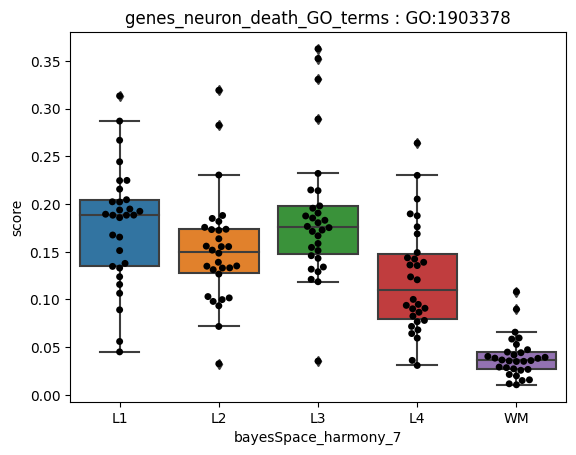 genes_neuron_death_GO_terms : GO:1903378
score
0.35
0.30
0.25
0.20
0.15
0.10
0.05
0.00
L1 L2 L3 L4 WM
bayesSpace_harmony_7